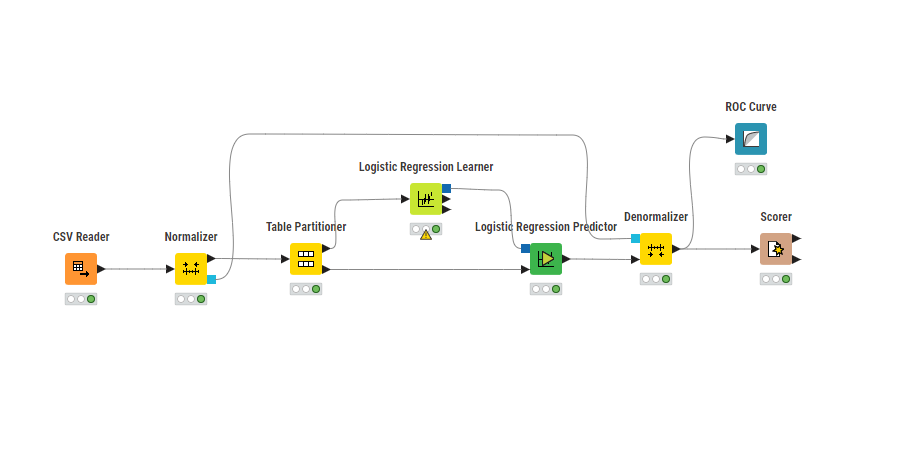 ROC Curve
Logistic Regression Learner
Denormalizer
Scorer
Table Partitioner
Logistic Regression Predictor
CSV Reader
Normalizer